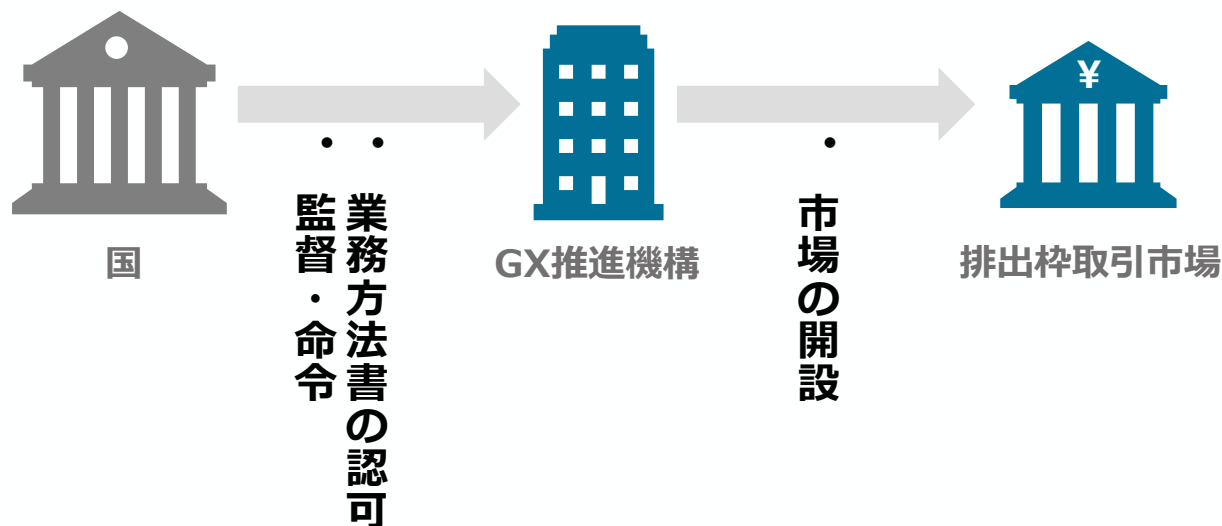 ・業務方法書の認可
・監督・命令
・市場の開設
¥
国
GX推進機構
排出枠取引市場